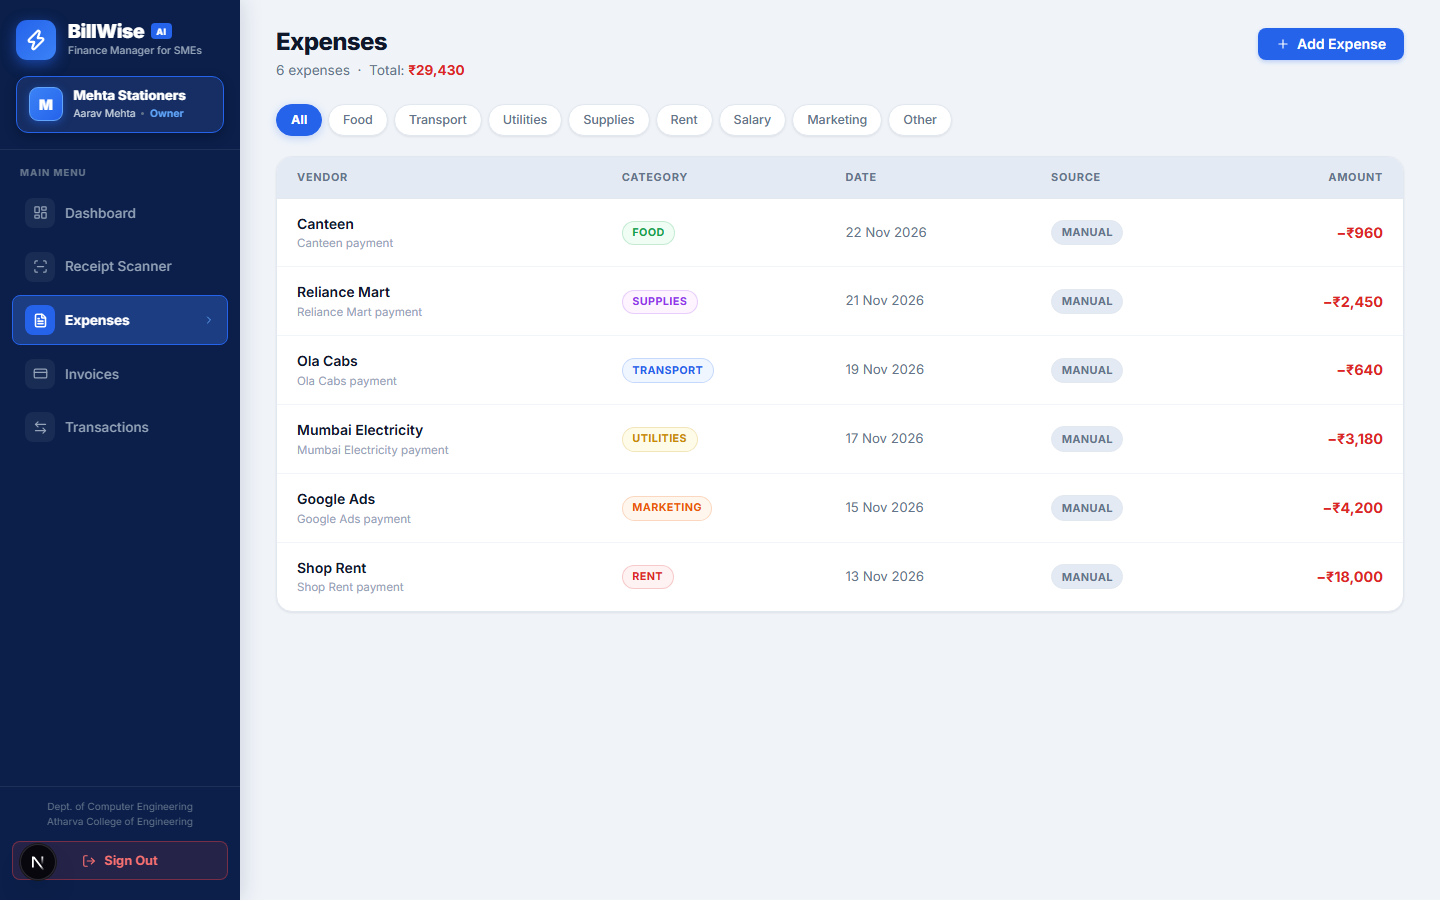 BillWise AI
Finance Manager for SMEs
M
Mehta Stationers
Aarav Mehta · Owner
MAIN MENU
Dashboard
Receipt Scanner
Expenses
Invoices
Transactions
Dept. of Computer Engineering
Atharva College of Engineering
N
Sign Out
Expenses
6 expenses · Total: ₹29,430
+ Add Expense
All Food Transport Utilities Supplies Rent Salary Marketing Other
VENDOR CATEGORY DATE SOURCE AMOUNT
Canteen
Canteen payment
FOOD 22 Nov 2026 MANUAL −₹960
Reliance Mart
Reliance Mart payment
SUPPLIES 21 Nov 2026 MANUAL −₹2,450
Ola Cabs
Ola Cabs payment
TRANSPORT 19 Nov 2026 MANUAL −₹640
Mumbai Electricity
Mumbai Electricity payment
UTILITIES 17 Nov 2026 MANUAL −₹3,180
Google Ads
Google Ads payment
MARKETING 15 Nov 2026 MANUAL −₹4,200
Shop Rent
Shop Rent payment
RENT 13 Nov 2026 MANUAL −₹18,000